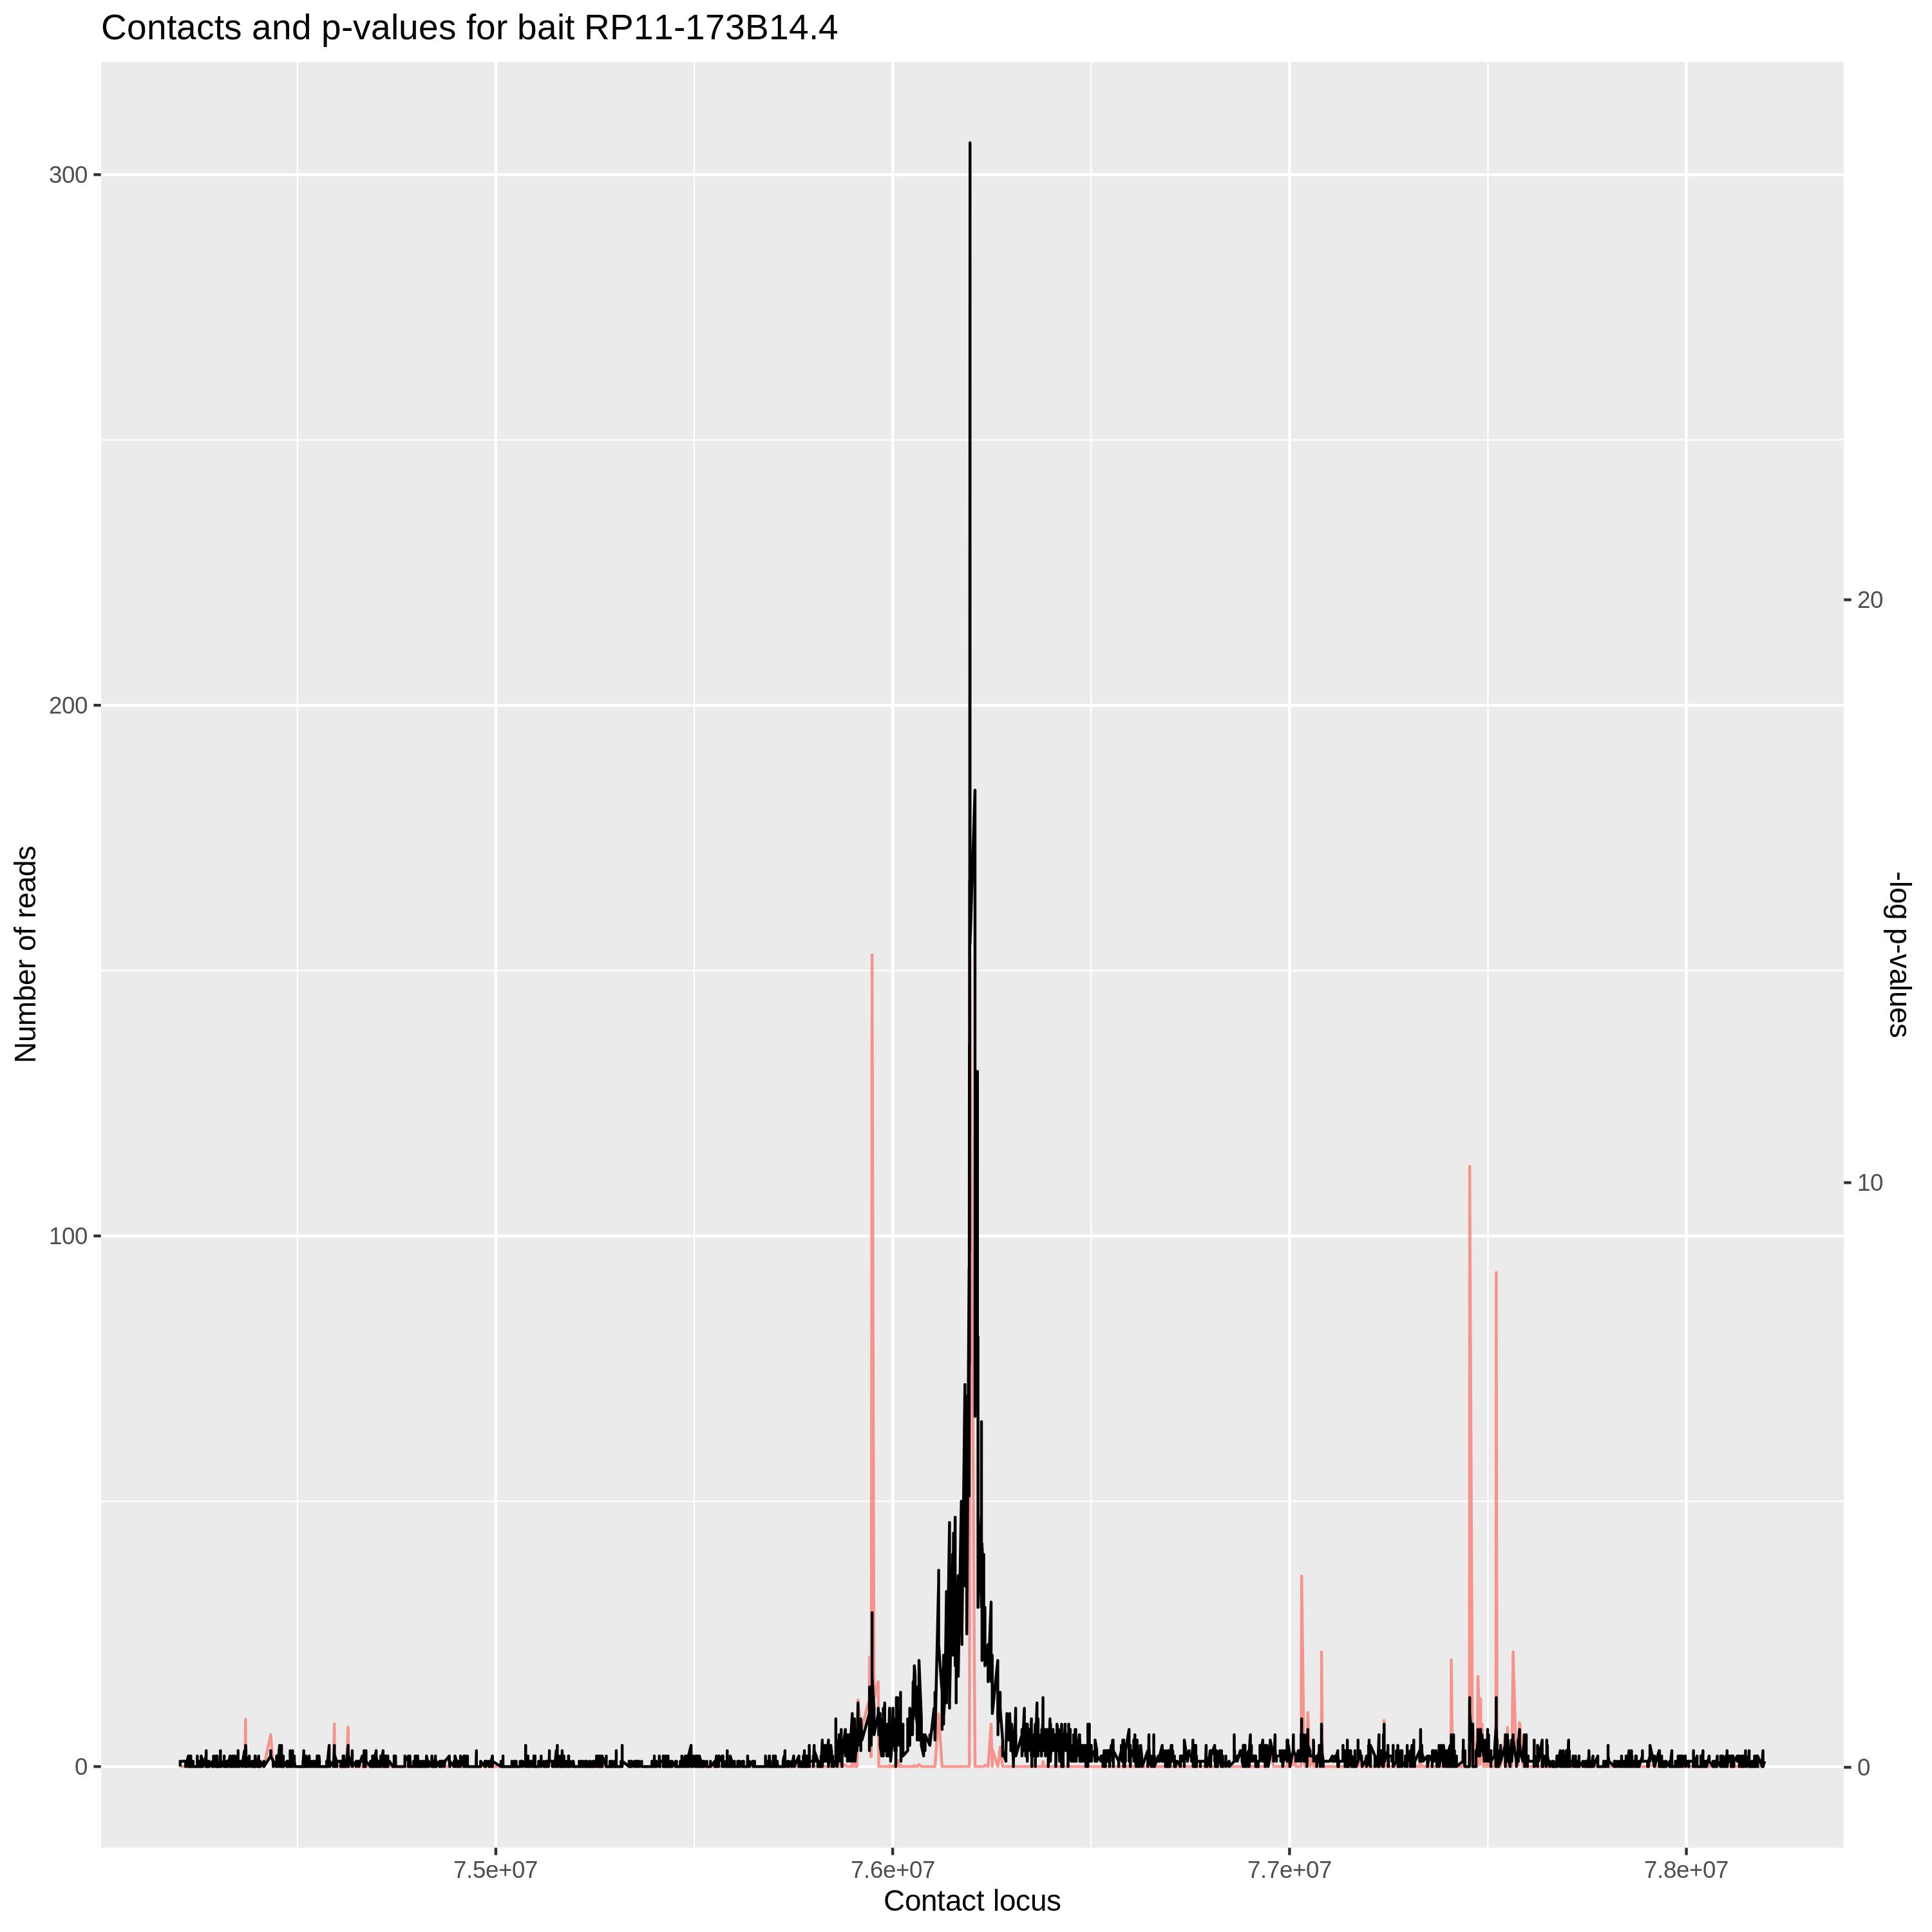 Contacts and p-values for bait RP11-173B14.4
300
200
100
0
20
10
0
Number of reads
-log p-values
7.5e+07
7.6e+07
7.7e+07
7.8e+07
Contact locus